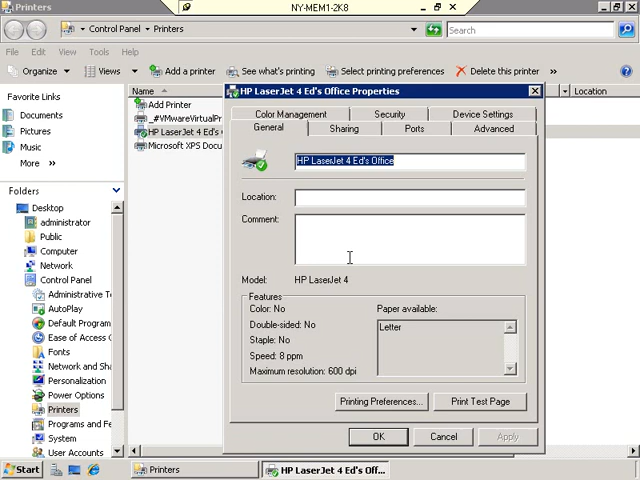 Printers
NY-MEM1-2K8
Control Panel
Printers
Search
File
Edit
View
Tools
Help
Organize
Views
Add a printer
See what's printing
Select printing preferences
Delete this printer
»
Favorite Links
Documents
Pictures
Music
More »
Folders
Desktop
administrator
Public
Computer
Network
Control Panel
Administrative T
AutoPlay
Default Program
Ease of Access
Fonts
Network and Sha
Personalization
Power Options
Printers
Programs and Fe
System
User Accounts
Name
Location
Add Printer
_#VMwareVirtualPr
HP LaserJet 4 Ed's
Microsoft XPS Docu
HP LaserJet 4 Ed's Office Properties
Color Management
Security
Device Settings
General
Sharing
Ports
Advanced
HP LaserJet 4 Ed's Office
Location:
Comment:
Model: HP LaserJet 4
Features
Color: No
Double-sided: No
Staple: No
Speed: 8 ppm
Maximum resolution: 600 dpi
Paper available:
Letter
Printing Preferences...
Print Test Page
OK
Cancel
Apply
Start
Printers
HP LaserJet 4 Ed's Off...